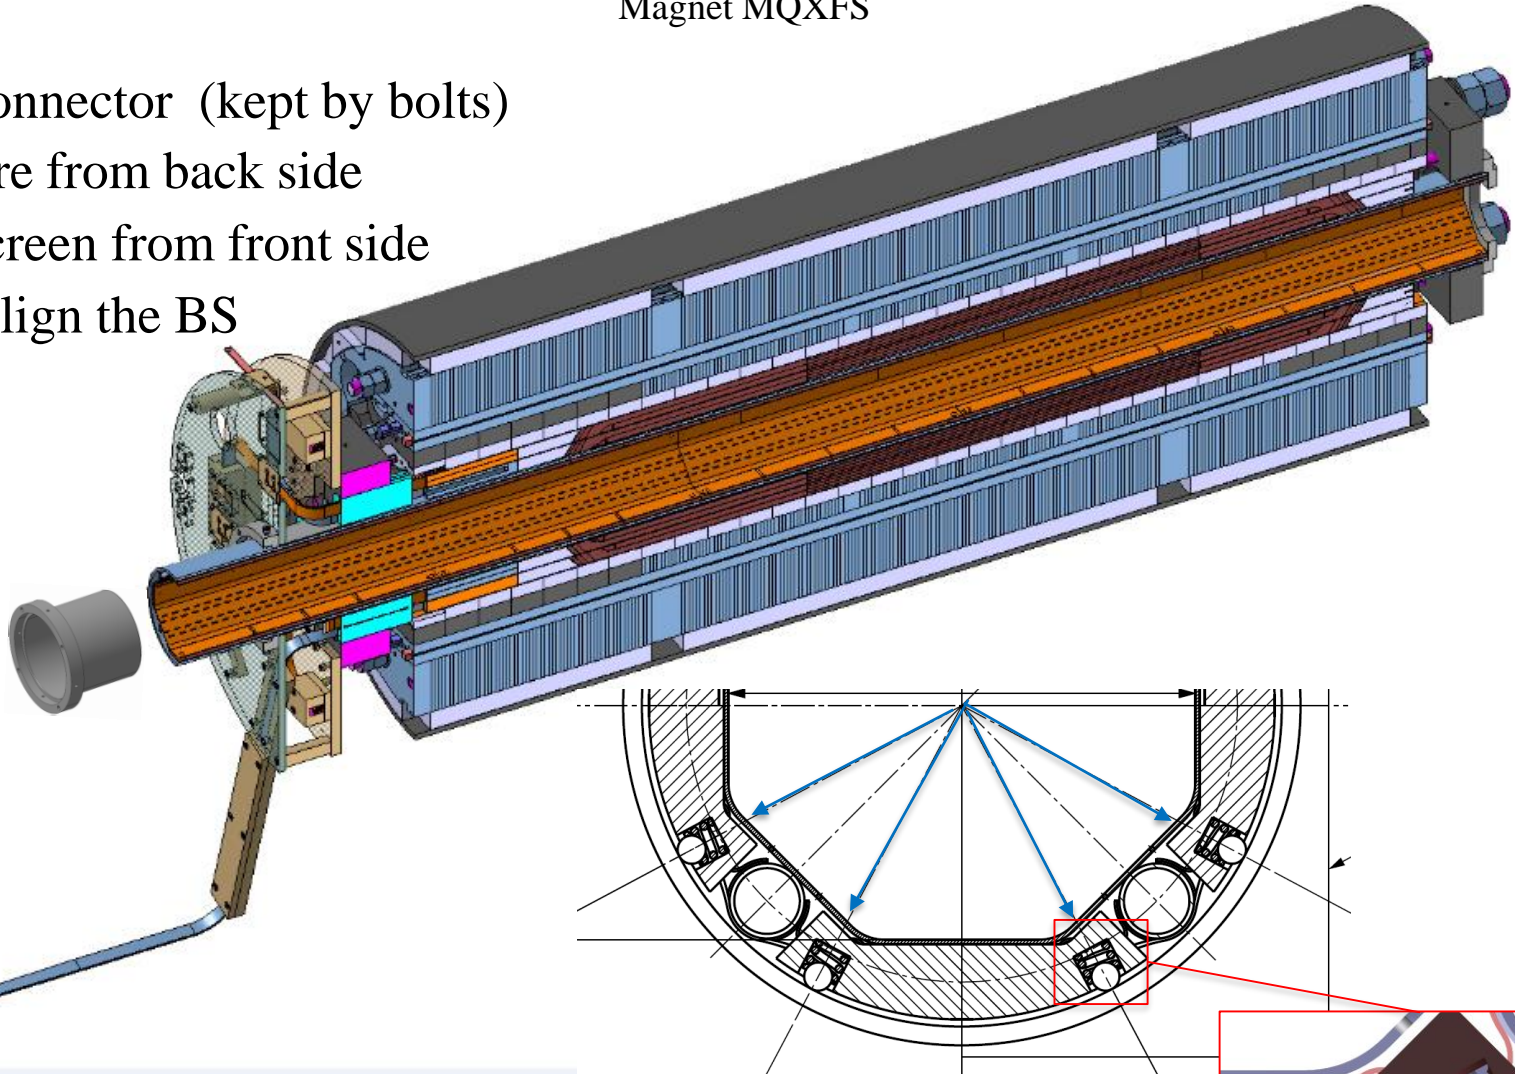 Magnet MQXFS
onnector (kept by bolts)
re from back side
creen from front side
lign the BS